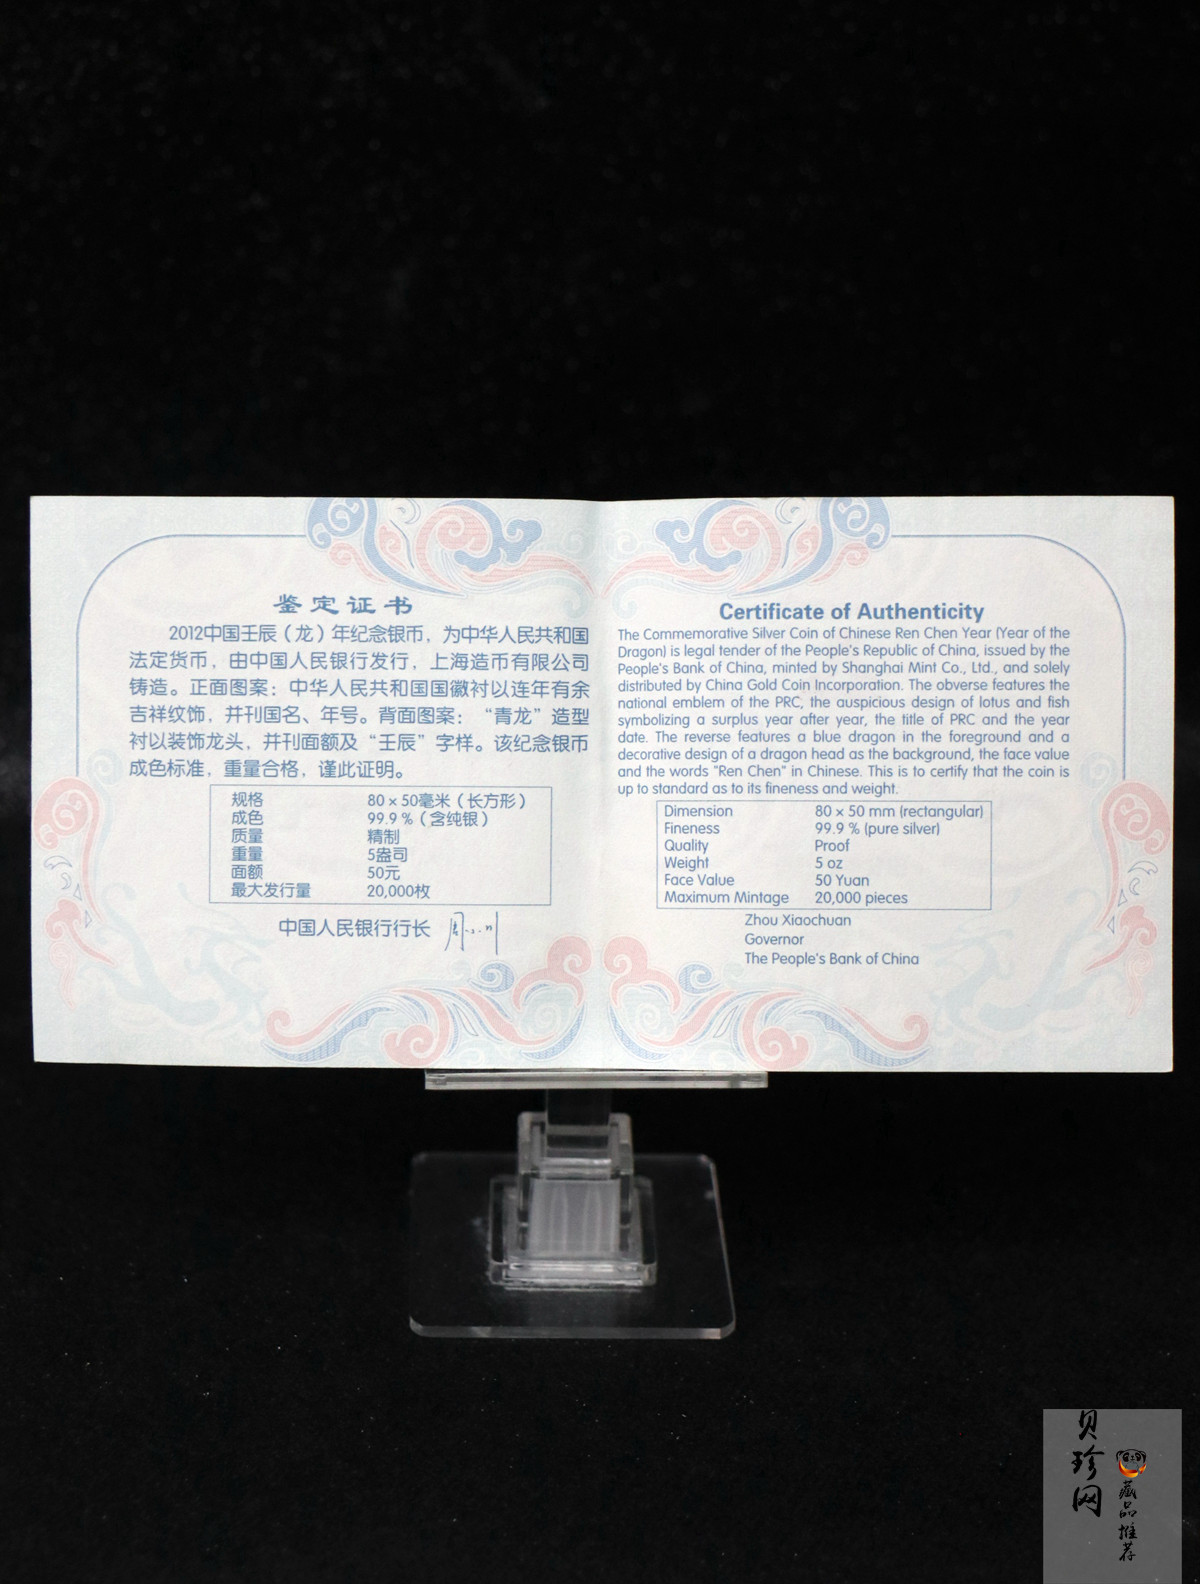 鉴定证书
2012中国壬辰（龙）年纪念银币，为中华人民共和国
法定货币，由中国人民银行发行，上海造币有限公司
铸造。正面图案：中华人民共和国国徽衬以连年有余
吉祥纹饰，并刊国名、年号。背面图案：“青龙”造型
衬以装饰龙头，并刊面额及“壬辰”字样。该纪念银币
成色标准，重量合格，谨此证明。
规格 80×50毫米（长方形）
成色 99.9 %（含纯银）
质量 精制
重量 5盎司
面额 50元
最大发行量 20,000枚
中国人民银行行长 周小川
Certificate of Authenticity
The Commemorative Silver Coin of Chinese Ren Chen Year (Year of the
Dragon) is legal tender of the People's Republic of China, issued by the
People's Bank of China, minted by Shanghai Mint Co., Ltd., and solely
distributed by China Gold Coin Incorporation. The obverse features the
national emblem of the PRC, the auspicious design of lotus and fish
symbolizing a surplus year after year, the title of PRC and the year
date. The reverse features a blue dragon in the foreground and a
decorative design of a dragon head as the background, the face value
and the words "Ren Chen" in Chinese. This is to certify that the coin is
up to standard as to its fineness and weight.
Dimension 80 × 50 mm (rectangular)
Fineness 99.9 % (pure silver)
Quality Proof
Weight 5 oz
Face Value 50 Yuan
Maximum Mintage 20,000 pieces
Zhou Xiaochuan
Governor
The People's Bank of China
贝珍网
藏品推荐